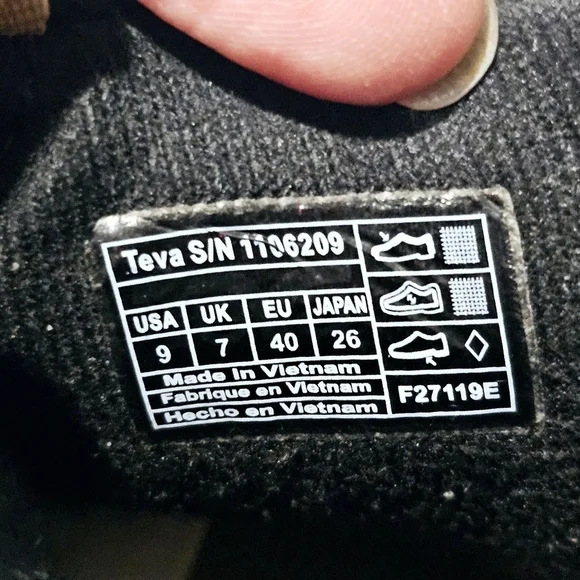 Teva S/N 1106209
USA UK EU JAPAN
9 7 40 26
Made in Vietnam
Fabrique en Vietnam
Hecho en Vietnam
F27119E